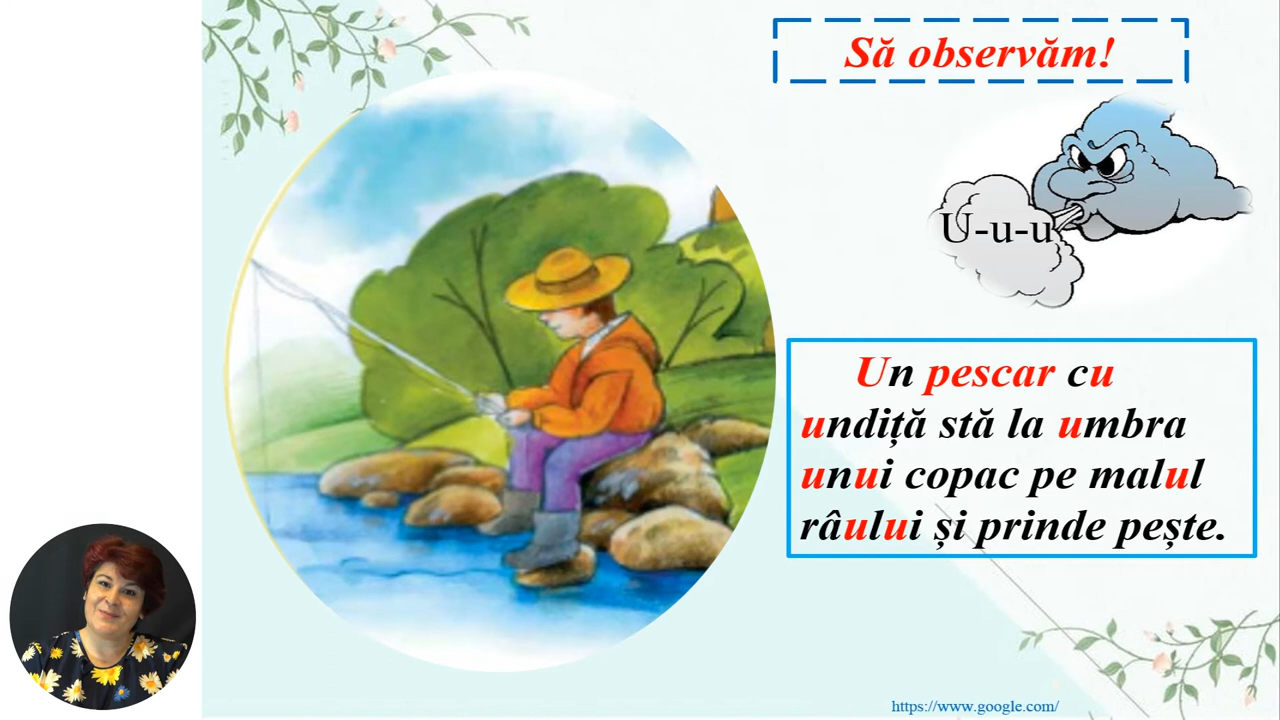 Să observăm!
U-u-u
Un pescar cu
undiță stă la umbra
unui copac pe malul
râului și prinde pește.
https://www.google.com/